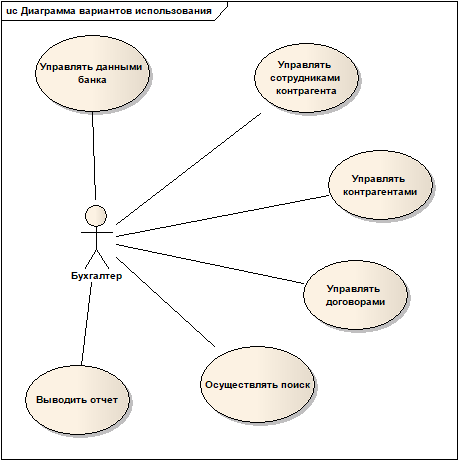 uc Диаграмма вариантов использования
Управлять данными
банка
Управлять
сотрудниками
контрагента
Управлять
контрагентами
Бухгалтер
Управлять
договорами
Осуществлять поиск
Выводить отчет